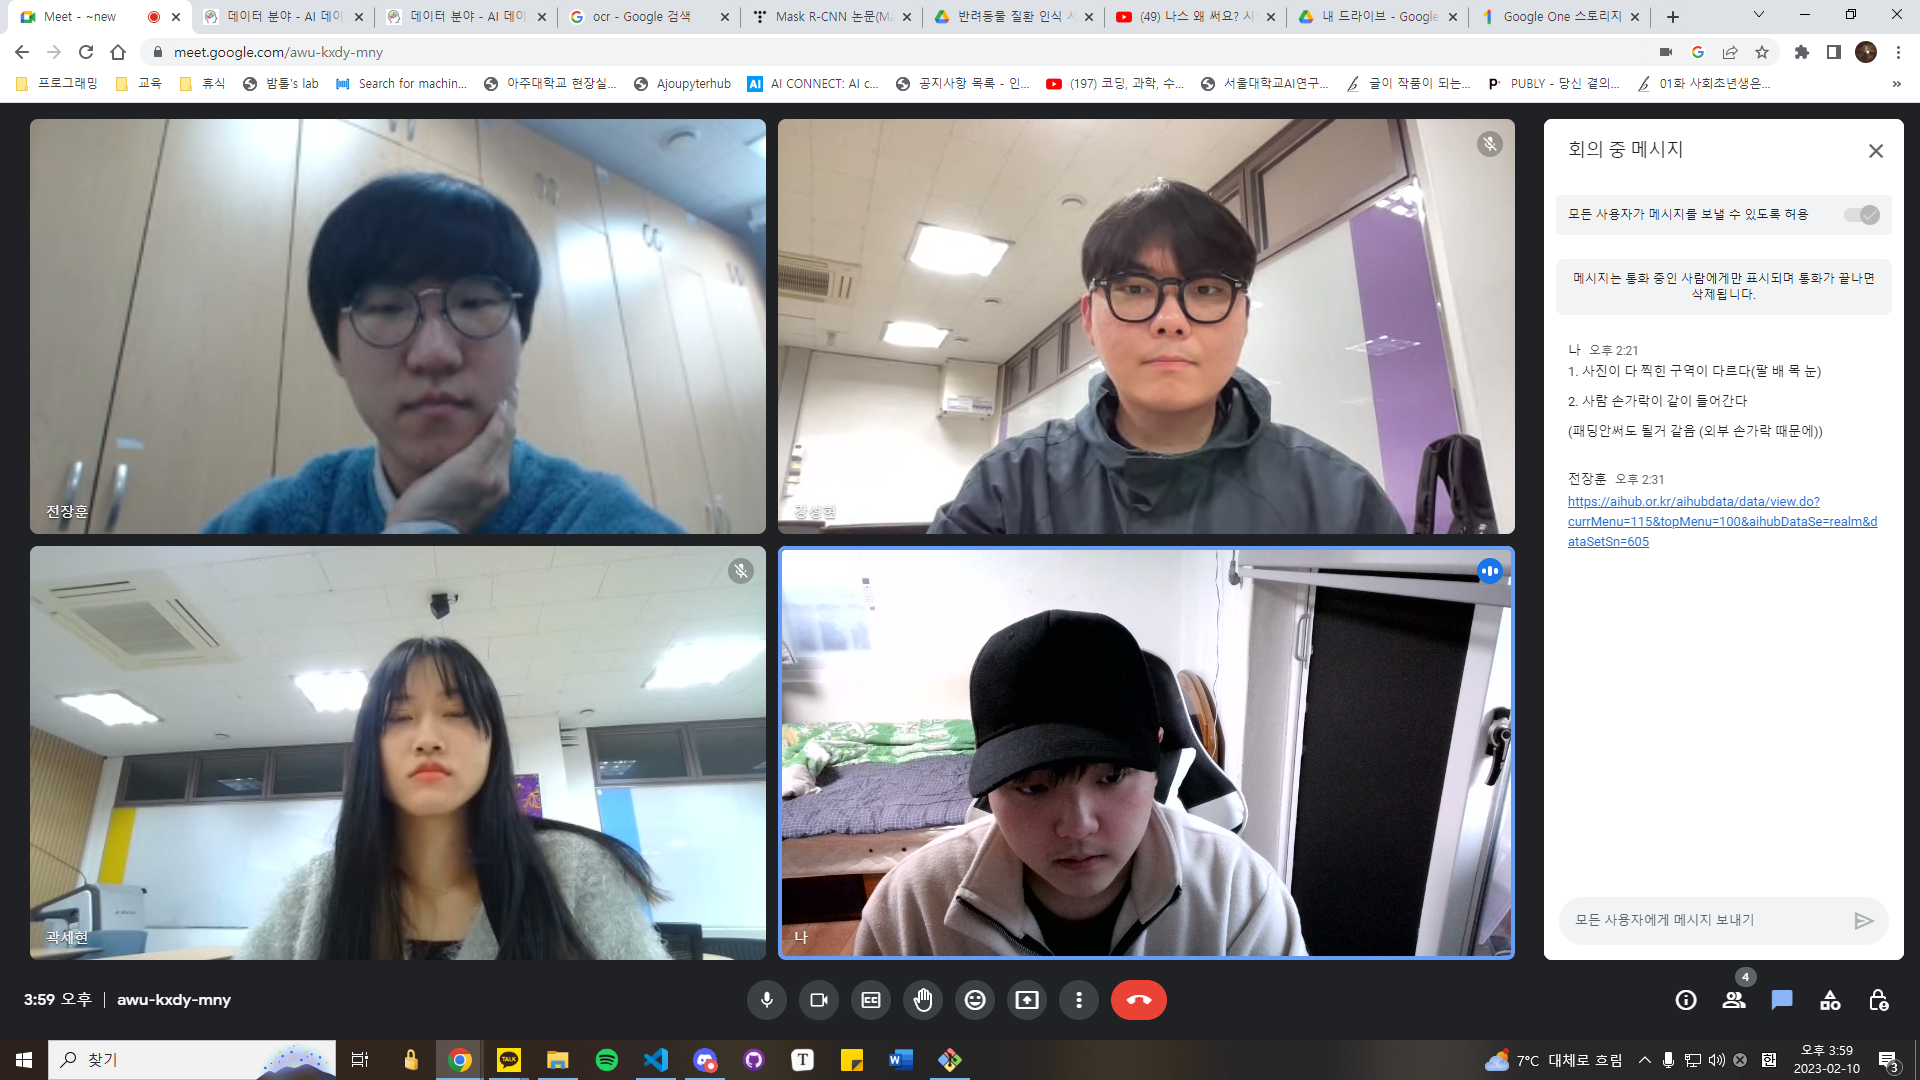 Meet - ~new
데이터 분야 - AI 데이
데이터 분야 - AI 데이
ocr - Google 검색
Mask R-CNN 논문(Ma
반려동물 질환 인식 시
(49) 나스 왜 써요? 시
내 드라이브 - Google
Google One 스토리지
meet.google.com/awu-kxdy-mny
프로그래밍
교육
휴식
밤톨's lab
Search for machin...
아주대학교 현장실...
Ajoupyterhub
AI CONNECT: AI c...
공지사항 목록 - 인...
(197) 코딩, 과학, 수...
서울대학교AI연구...
글이 작품이 되는...
PUBLY - 당신 곁의...
01화 사회초년생은...
»
전장훈
강성현
곽세현
나
회의 중 메시지
모든 사용자가 메시지를 보낼 수 있도록 허용
메시지는 통화 중인 사람에게만 표시되며 통화가 끝나면
삭제됩니다.
나 오후 2:21
1. 사진이 다 찍힌 구역이 다르다(팔 배 목 눈)
2. 사람 손가락이 같이 들어간다
(패딩안써도 될거 같음 (외부 손가락 때문에))
전장훈 오후 2:31
https://aihub.or.kr/aihubdata/data/view.do?
currMenu=115&topMenu=100&aihubDataSe=realm&d
ataSetSn=605
모든 사용자에게 메시지 보내기
3:59 오후 | awu-kxdy-mny
4
찾기
TALK
T
7°C 대체로 흐림
한
오후 3:59
2023-02-10
3